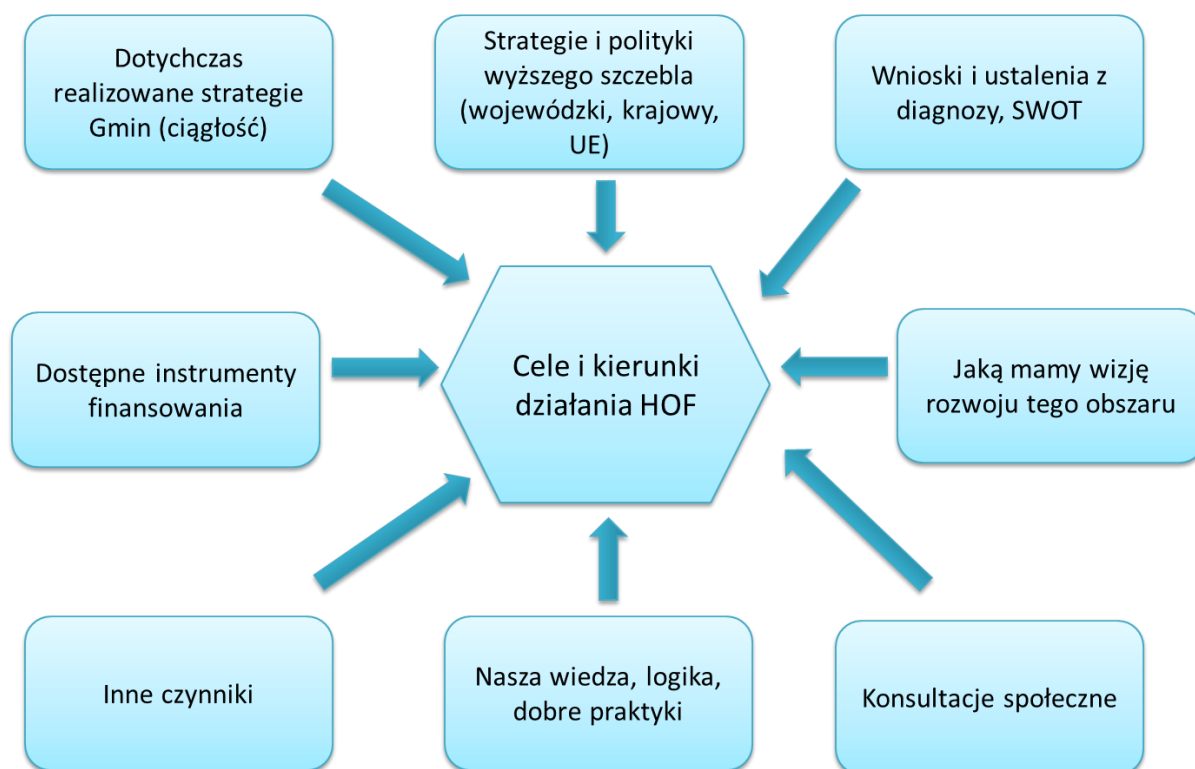 Dotychczas
realizowane strategie
Gmin (ciągłość)
Strategie i polityki
wyższego szczebla
(wojewódzki, krajowy,
UE)
Wnioski i ustalenia z
diagnozy, SWOT
Dostępne instrumenty
finansowania
Cele i kierunki
działania HOF
Jaką mamy wizję
rozwoju tego obszaru
Inne czynniki
Nasza wiedza, logika,
dobre praktyki
Konsultacje społeczne